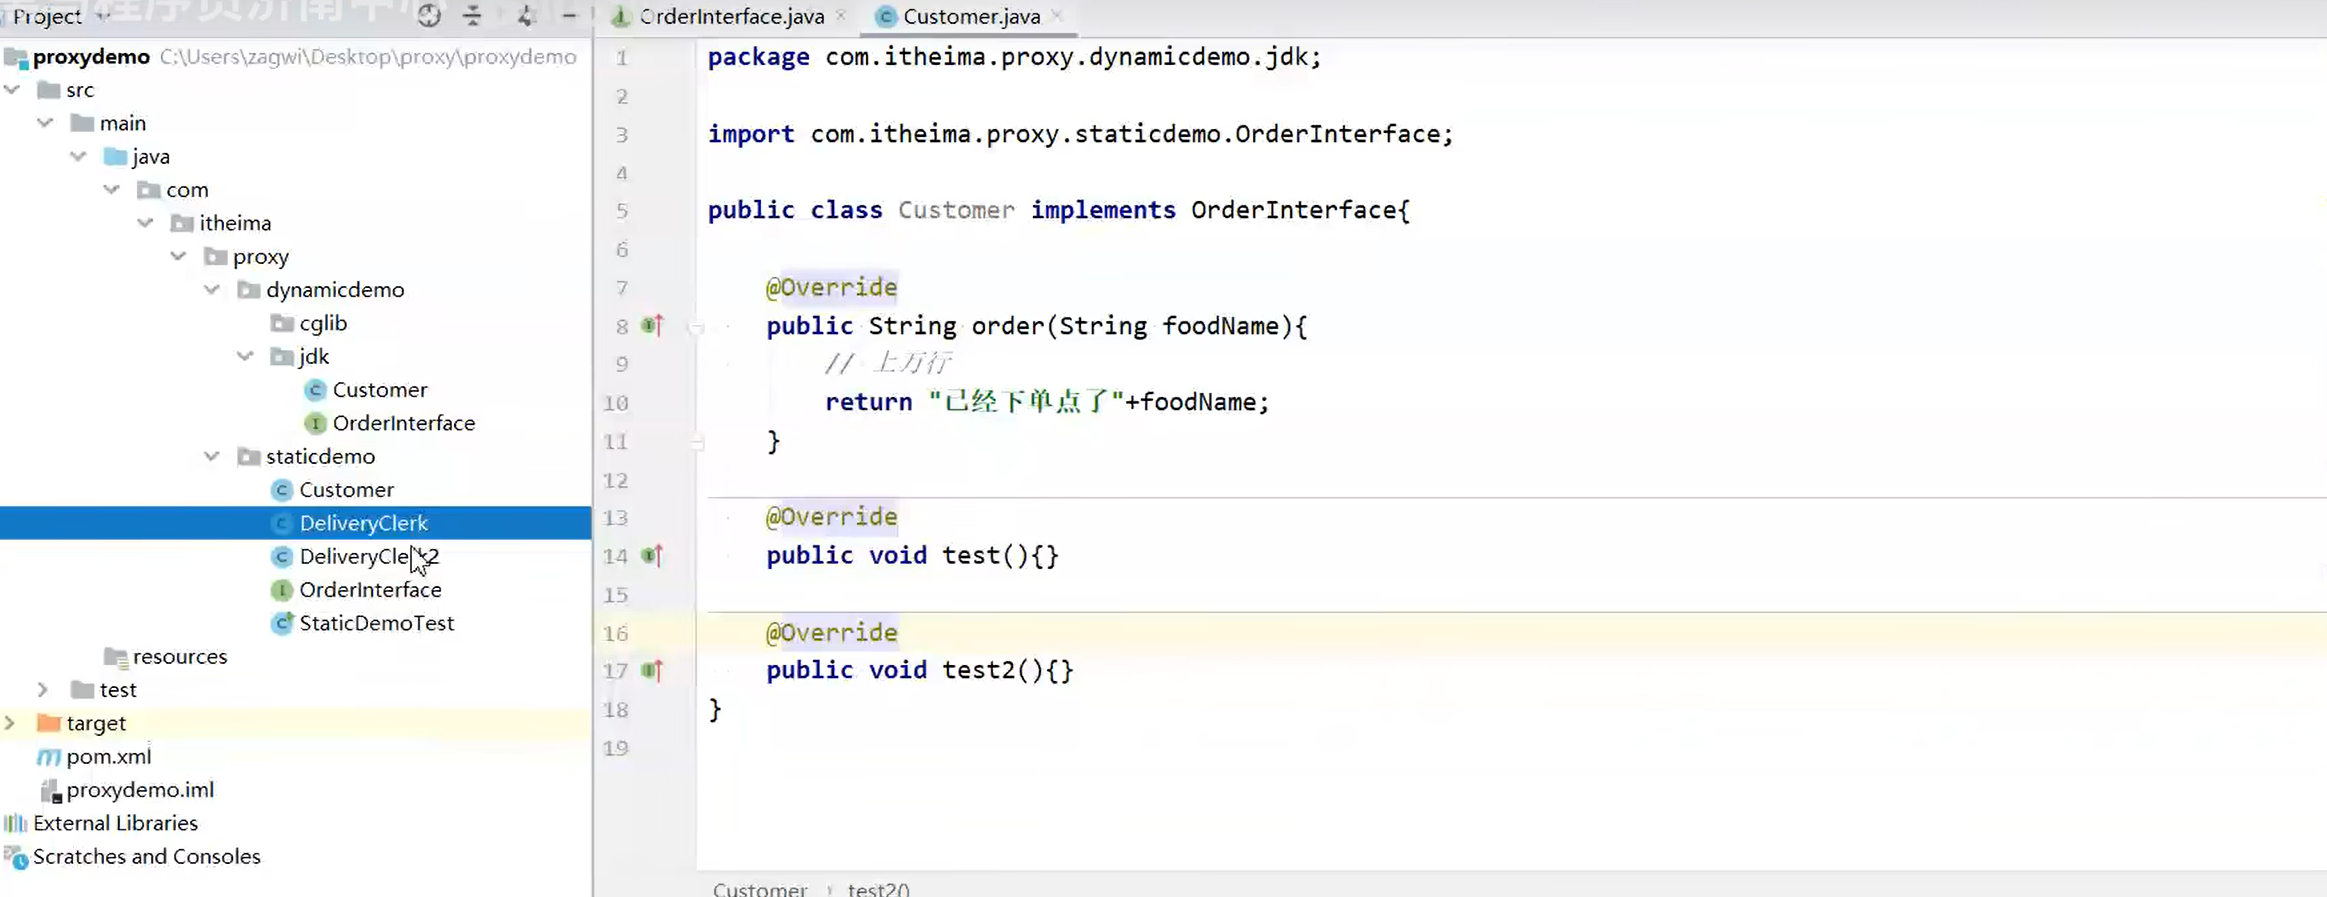 Project
OrderInterface.java
Customer.java
proxydemo C:\Users\zagwi\Desktop\proxy\proxydemo
src
main
java
com
itheima
proxy
dynamicdemo
cglib
jdk
Customer
OrderInterface
staticdemo
Customer
DeliveryClerk
DeliveryClerk2
OrderInterface
StaticDemoTest
resources
test
target
pom.xml
proxydemo.iml
External Libraries
Scratches and Consoles
1 package com.itheima.proxy.dynamicdemo.jdk;
2
3 import com.itheima.proxy.staticdemo.OrderInterface;
4
5 public class Customer implements OrderInterface{
6
7 @Override
8 public String order(String foodName){
9 // 上万行
10 return "已经下单点了"+foodName;
11 }
12
13 @Override
14 public void test(){}
15
16 @Override
17 public void test2(){}
18 }
19
Customer › test2()